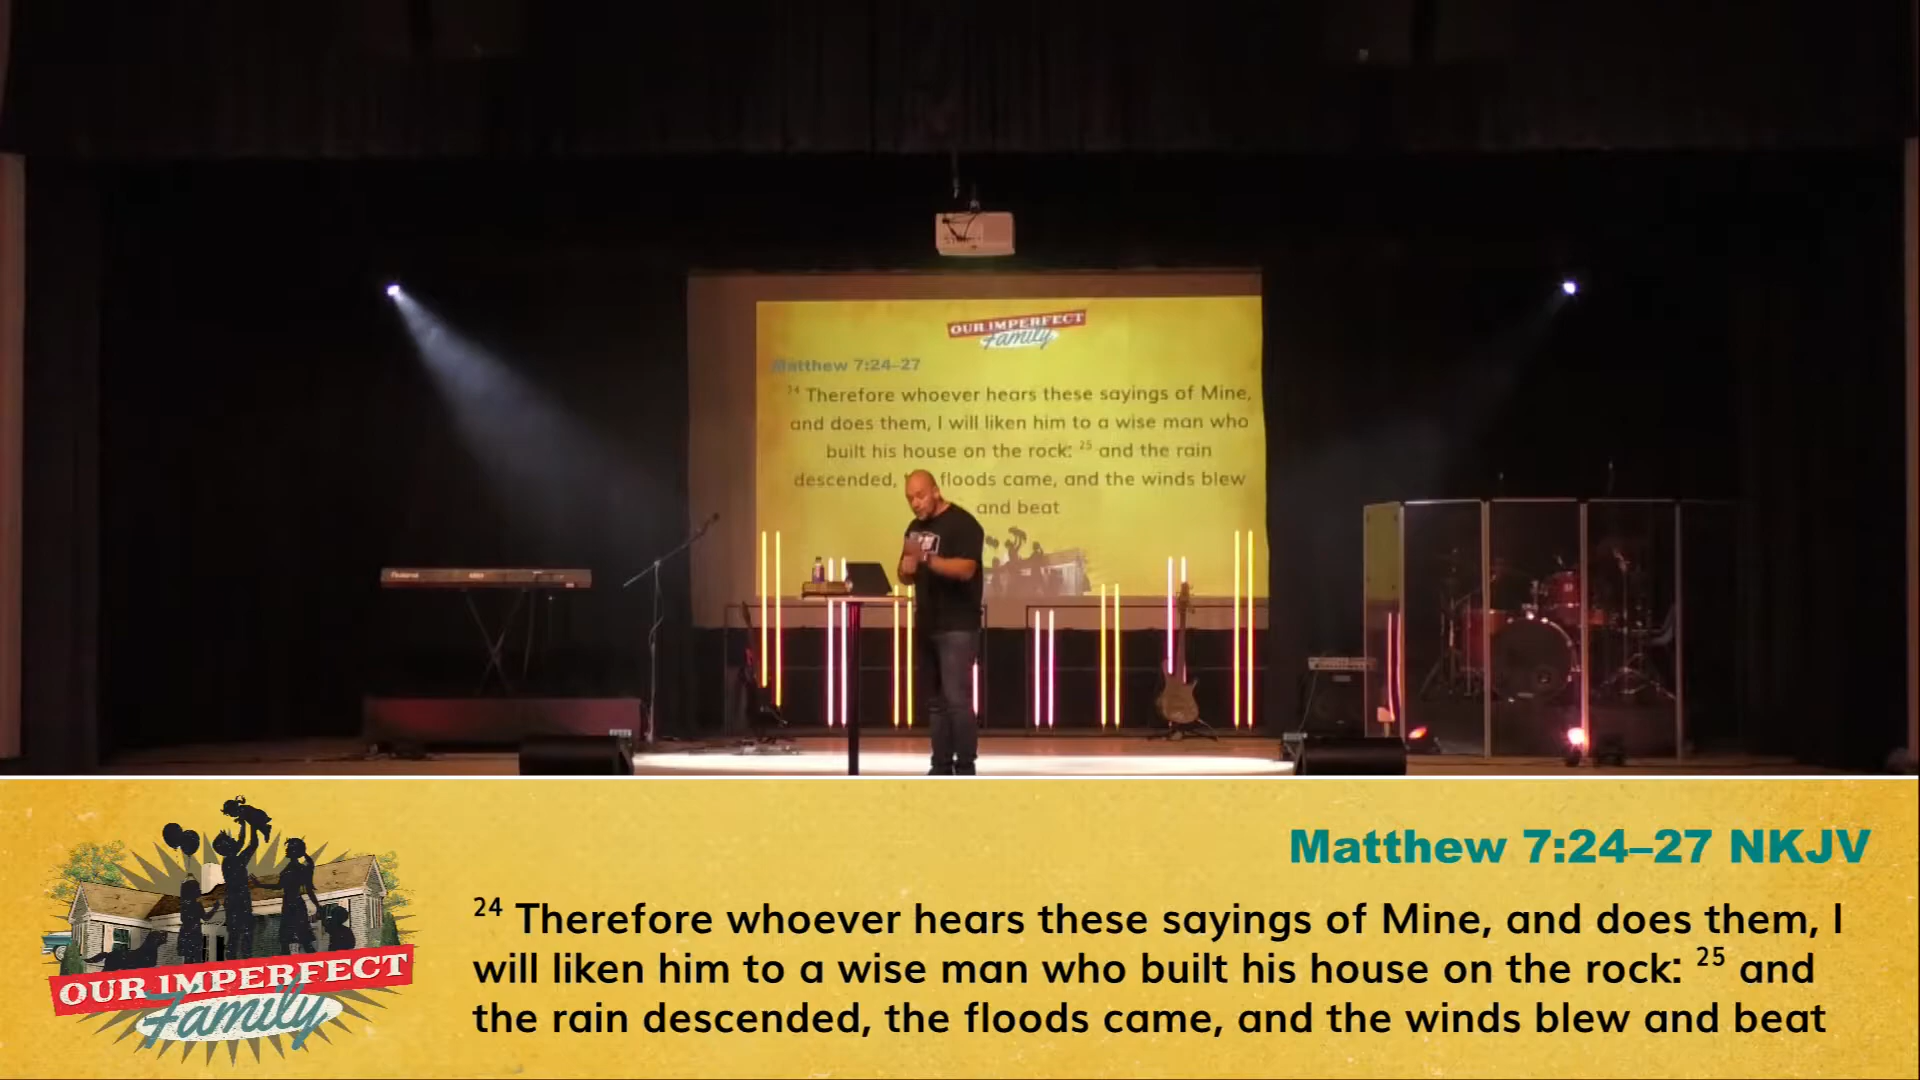 OUR IMPERFECT
Family
Matthew 7:24–27
24 Therefore whoever hears these sayings of Mine,
and does them, I will liken him to a wise man who
built his house on the rock: 25 and the rain
descended, floods came, and the winds blew
and beat
Roland
Matthew 7:24–27 NKJV
24 Therefore whoever hears these sayings of Mine, and does them, I
will liken him to a wise man who built his house on the rock: 25 and
the rain descended, the floods came, and the winds blew and beat
OUR IMPERFECT
Family